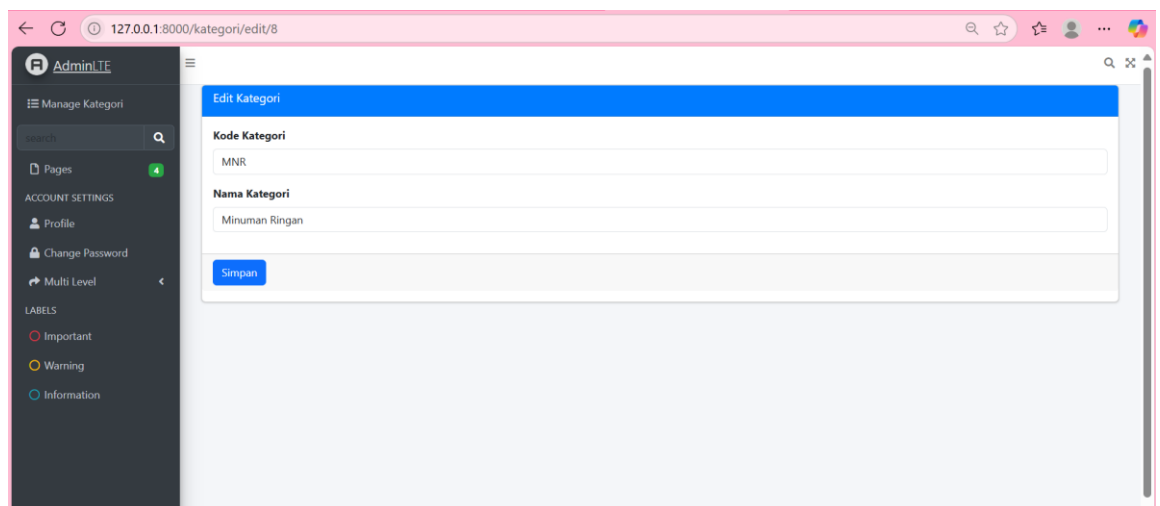 127.0.0.1:8000/kategori/edit/8
AdminLTE
Manage Kategori
search
Pages 4
ACCOUNT SETTINGS
Profile
Change Password
Multi Level
LABELS
Important
Warning
Information
Edit Kategori
Kode Kategori
MNR
Nama Kategori
Minuman Ringan
Simpan